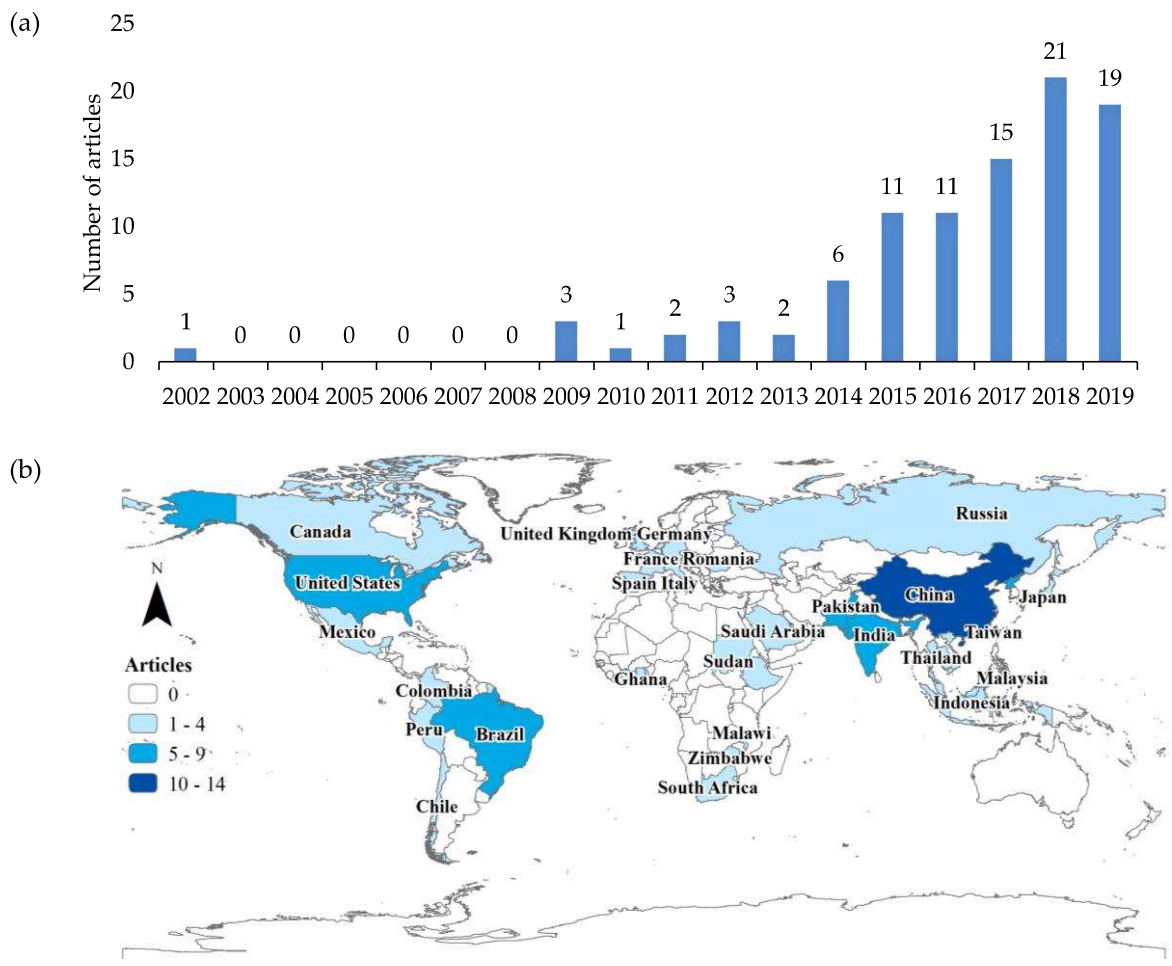 (a)
25
20
15
10
5
0
Number of articles
1 0 0 0 0 0 0 3 1 2 3 2 6 11 11 15 21 19
2002 2003 2004 2005 2006 2007 2008 2009 2010 2011 2012 2013 2014 2015 2016 2017 2018 2019
(b)
Russia
Canada
United Kingdom Germany
France Romania
United States
Spain Italy
China
Japan
Pakistan
Mexico
Saudi Arabia
India
Taiwan
Sudan
Thailand
Ghana
Malaysia
Colombia
Indonesia
Peru
Brazil
Malawi
Zimbabwe
South Africa
Chile
N
Articles
0
1 - 4
5 - 9
10 - 14